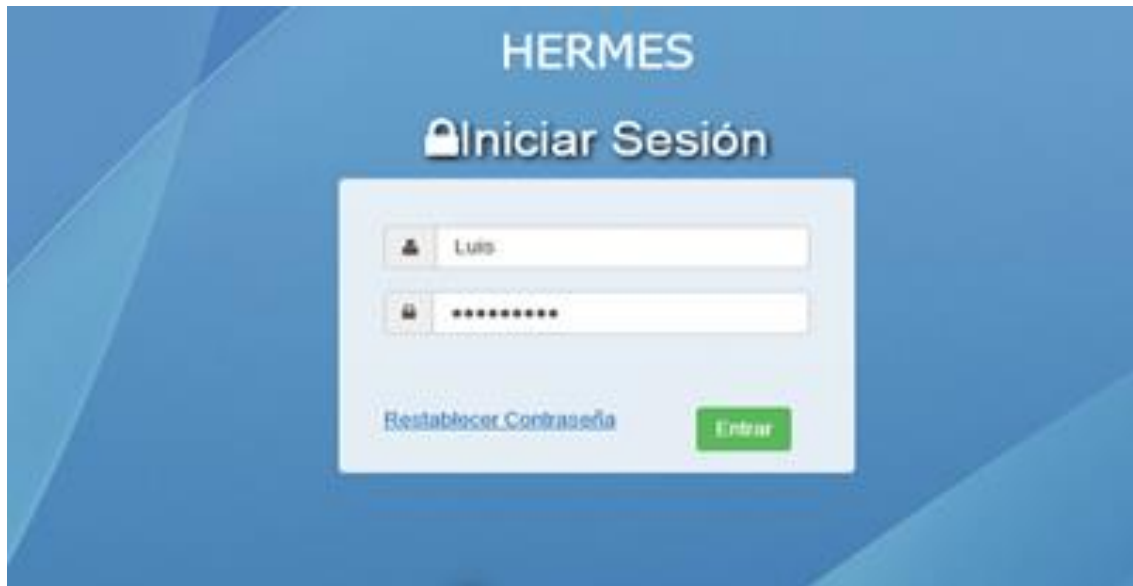 HERMES
Iniciar Sesión
Luis
•••••••••
Restablecer Contraseña
Entrar